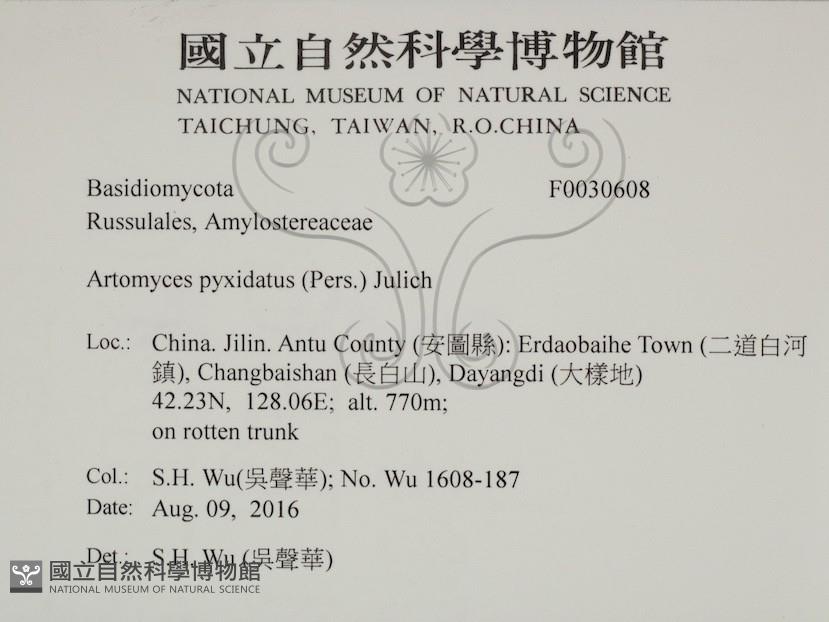 國立自然科學博物館
NATIONAL MUSEUM OF NATURAL SCIENCE
TAICHUNG, TAIWAN, R.O.CHINA
Basidiomycota F0030608
Russulales, Amylostereaceae
Artomyces pyxidatus (Pers.) Julich
Loc.: China. Jilin. Antu County (安圖縣): Erdaobaihe Town (二道白河
鎮), Changbaishan (長白山), Dayangdi (大樣地)
42.23N, 128.06E; alt. 770m;
on rotten trunk
Col.: S.H. Wu(吳聲華); No. Wu 1608-187
Date: Aug. 09, 2016
Det.: S.H. Wu (吳聲華)
國立自然科學博物館
NATIONAL MUSEUM OF NATURAL SCIENCE